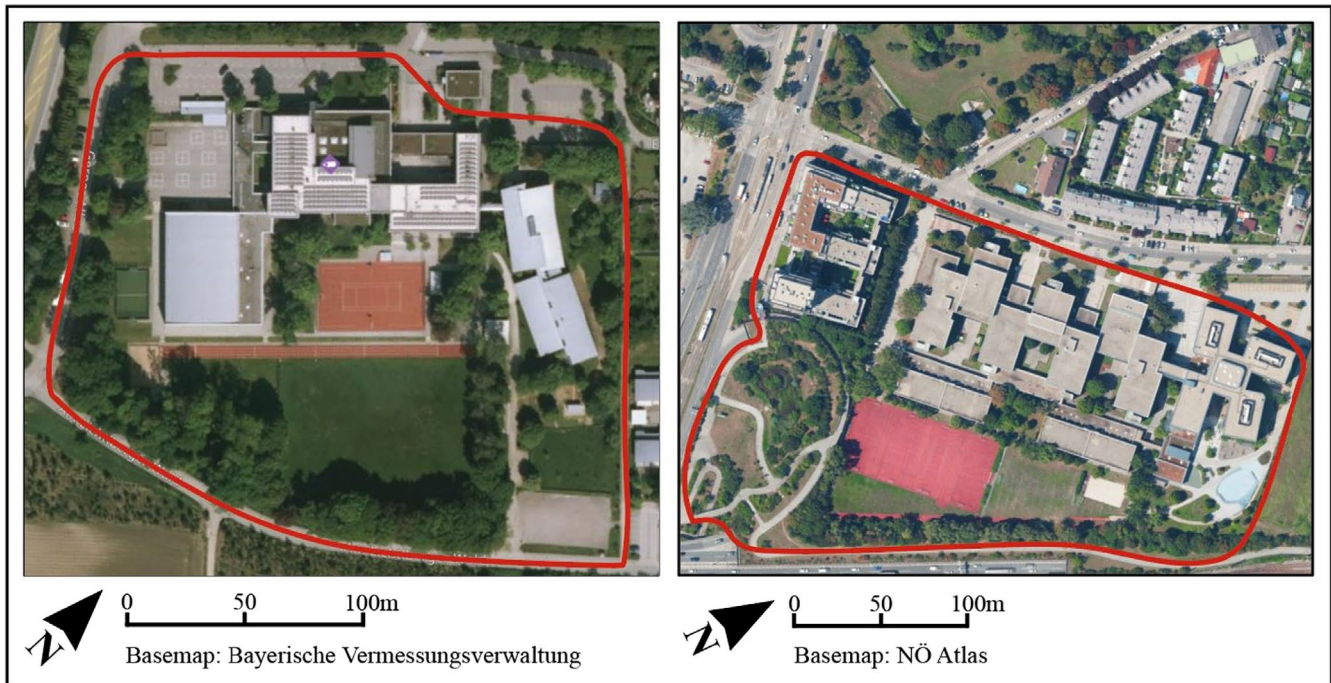 N
0 50 100m
Basemap: Bayerische Vermessungsverwaltung
N
0 50 100m
Basemap: NÖ Atlas